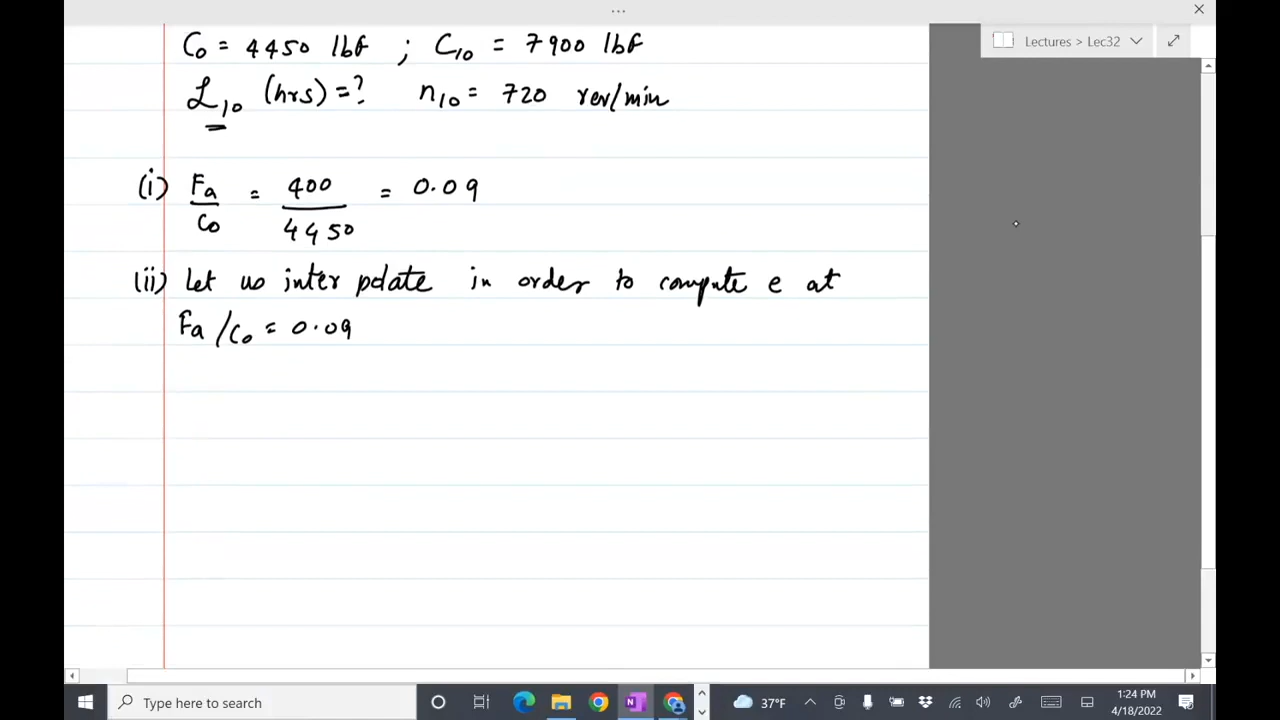 Lectures > Lec32
C0 = 4450 lbf ; C10 = 7900 lbf
L10 (hrs) = ? n10 = 720 rev/min
(i) Fa/C0 = 400/4450 = 0.09
(ii) Let us inter polate in order to compute e at
Fa/C0 = 0.09
Type here to search
37°F
1:24 PM
4/18/2022